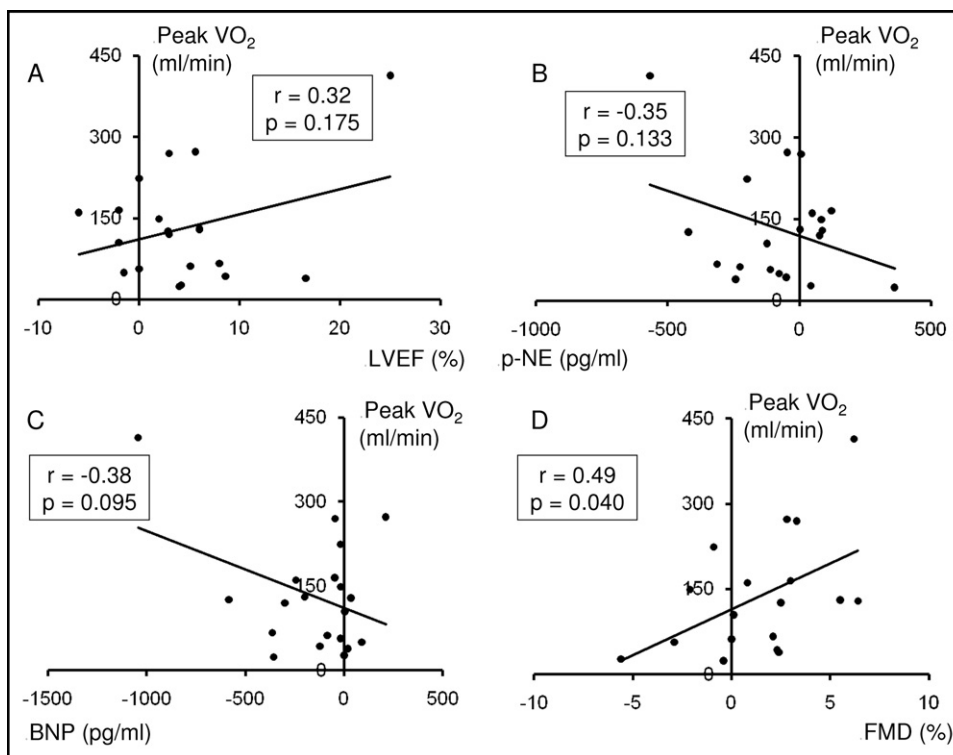 A
Peak VO₂
(ml/min)
450
300
150
0
r = 0.32
p = 0.175
-10 0 10 20 30
LVEF (%)
B
Peak VO₂
(ml/min)
450
300
150
0
r = -0.35
p = 0.133
-1000 -500 0 500
p-NE (pg/ml)
C
Peak VO₂
(ml/min)
450
300
150
0
r = -0.38
p = 0.095
-1500 -1000 -500 0 500
BNP (pg/ml)
D
Peak VO₂
(ml/min)
450
300
150
0
r = 0.49
p = 0.040
-10 -5 0 5 10
FMD (%)